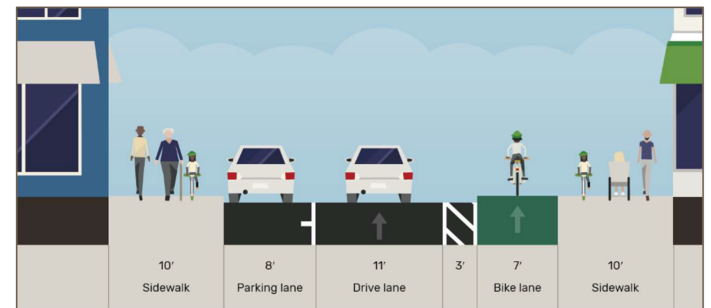 10′
Sidewalk
8′
Parking lane
11′
Drive lane
3′
7′
Bike lane
10′
Sidewalk